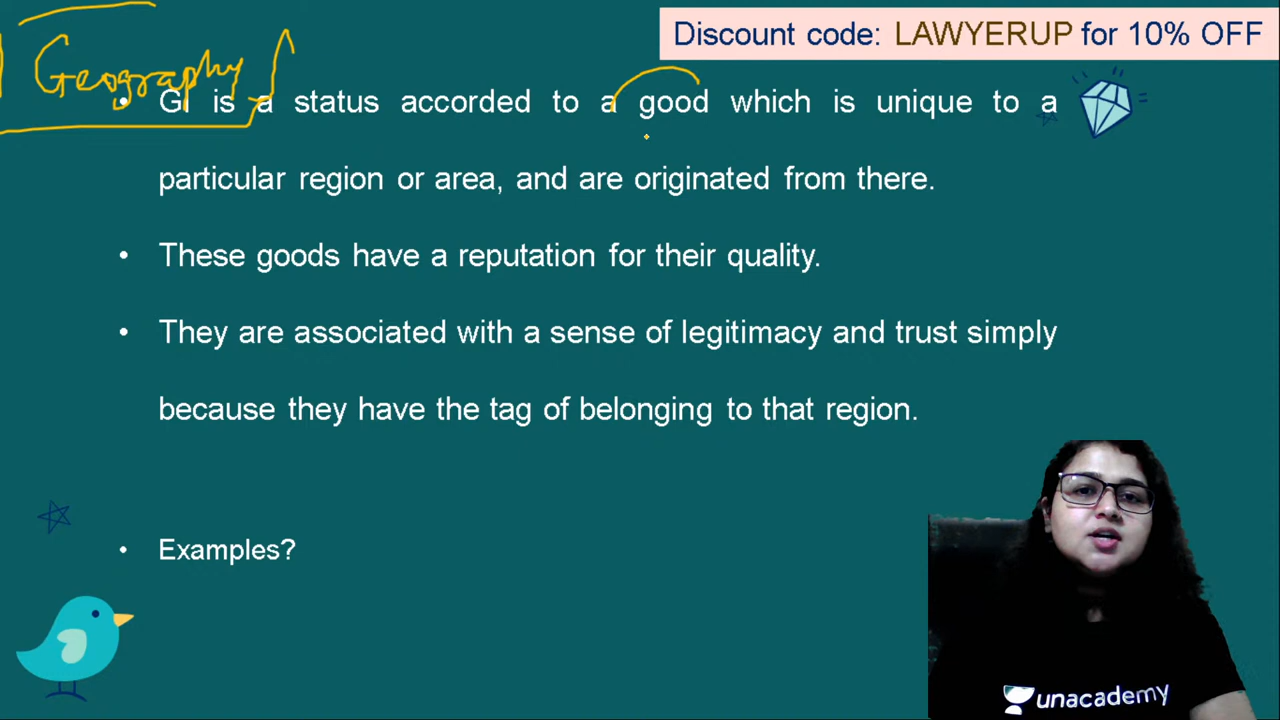 Discount code: LAWYERUP for 10% OFF
Geography
• GI is a status accorded to a good which is unique to a
particular region or area, and are originated from there.
• These goods have a reputation for their quality.
• They are associated with a sense of legitimacy and trust simply
because they have the tag of belonging to that region.
• Examples?
unacademy